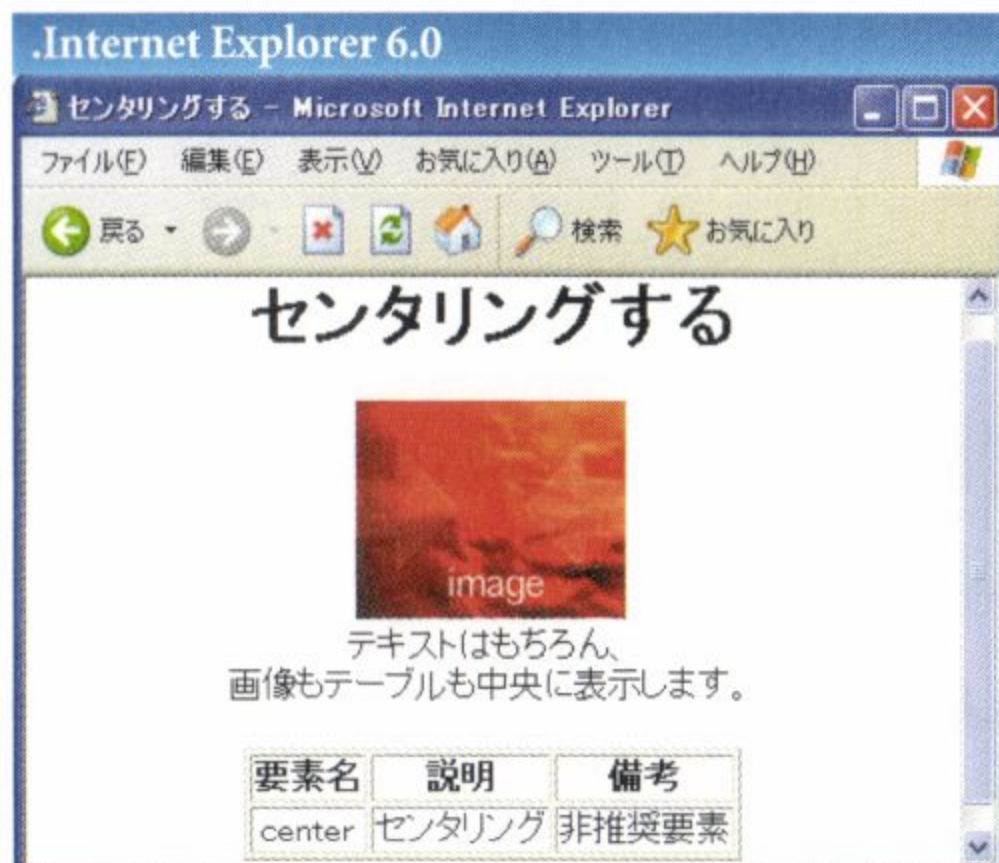 .Internet Explorer 6.0
センタリングする - Microsoft Internet Explorer
ファイル(F) 編集(E) 表示(V) お気に入り(A) ツール(T) ヘルプ(H)
戻る 検索 お気に入り
センタリングする
image
テキストはもちろん、
画像もテーブルも中央に表示します。
要素名 説明 備考
center センタリング 非推奨要素